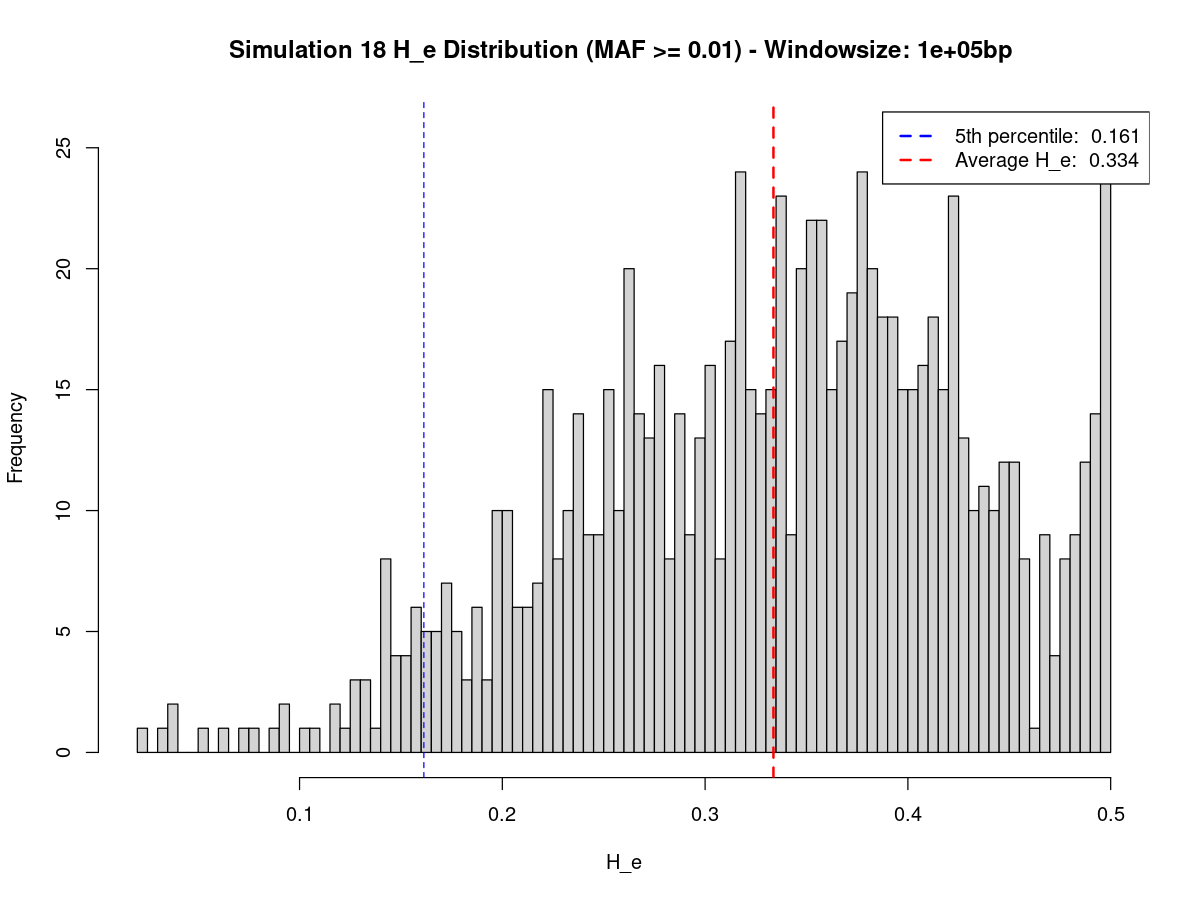 Simulation 18 H_e Distribution (MAF >= 0.01) - Windowsize: 1e+05bp
5th percentile: 0.161
Average H_e: 0.334
25
20
15
10
5
0
Frequency
0.1 0.2 0.3 0.4 0.5
H_e